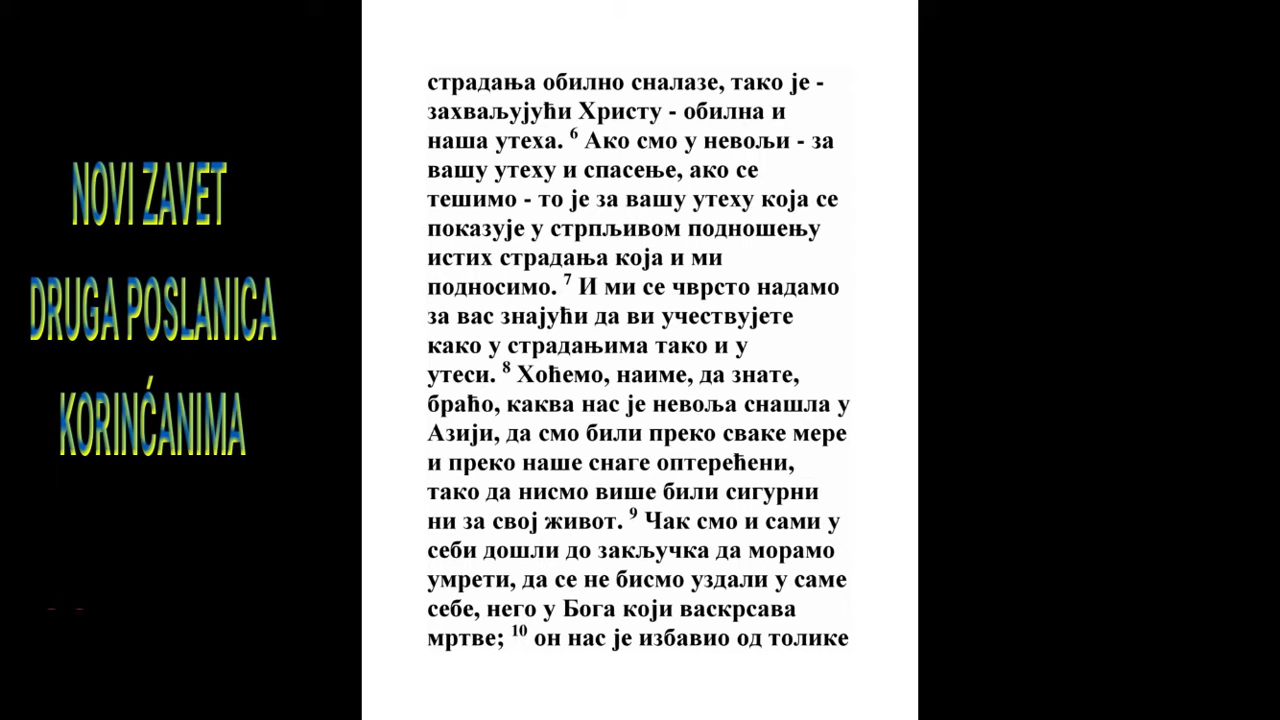 NOVI ZAVET
DRUGA POSLANICA
KORINĆANIMA
страдања обилно сналазе, тако је -
захваљујући Христу - обилна и
наша утеха. 6 Ако смо у невољи - за
вашу утеху и спасење, ако се
тешимо - то је за вашу утеху која се
показује у стрпљивом подношењу
истих страдања која и ми
подносимо. 7 И ми се чврсто надамо
за вас знајући да ви учествујете
како у страдањима тако и у
утеси. 8 Хоћемо, наиме, да знате,
браћо, каква нас је невоља снашла у
Азији, да смо били преко сваке мере
и преко наше снаге оптерећени,
тако да нисмо више били сигурни
ни за свој живот. 9 Чак смо и сами у
себи дошли до закључка да морамо
умрети, да се не бисмо уздали у саме
себе, него у Бога који васкрсава
мртве; 10 он нас је избавио од толике